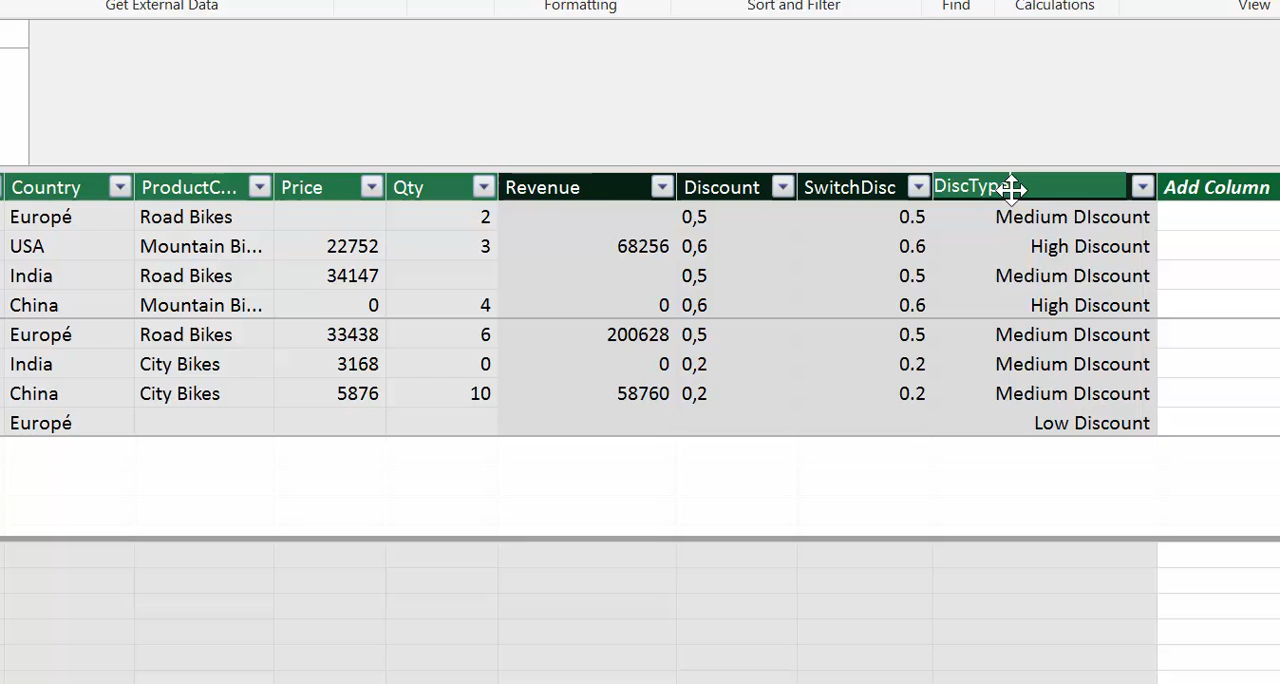 Get External Data Formatting Sort and Filter Find Calculations View
Country ProductC... Price Qty Revenue Discount SwitchDisc DiscType Add Column
Europé Road Bikes 2 0,5 0.5 Medium DIscount
USA Mountain Bi... 22752 3 68256 0,6 0.6 High Discount
India Road Bikes 34147 0,5 0.5 Medium DIscount
China Mountain Bi... 0 4 0 0,6 0.6 High Discount
Europé Road Bikes 33438 6 200628 0,5 0.5 Medium DIscount
India City Bikes 3168 0 0 0,2 0.2 Medium DIscount
China City Bikes 5876 10 58760 0,2 0.2 Medium DIscount
Europé Low Discount